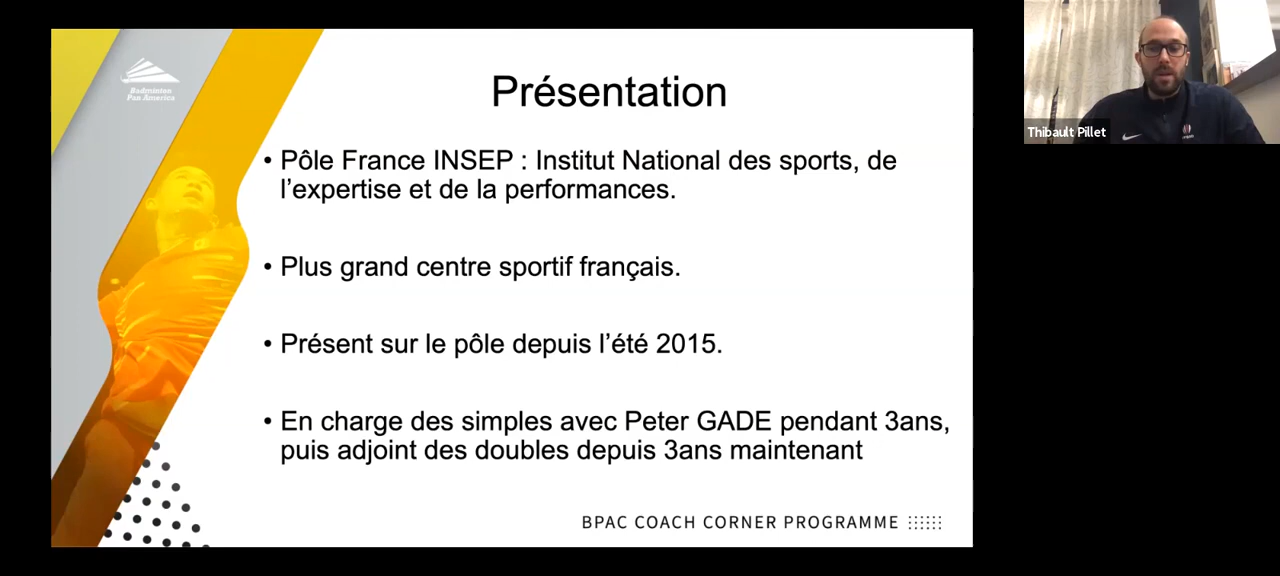 Badminton
Pan America
Présentation
• Pôle France INSEP : Institut National des sports, de
l’expertise et de la performances.
• Plus grand centre sportif français.
• Présent sur le pôle depuis l’été 2015.
• En charge des simples avec Peter GADE pendant 3ans,
puis adjoint des doubles depuis 3ans maintenant
BPAC COACH CORNER PROGRAMME
Thibault Pillet